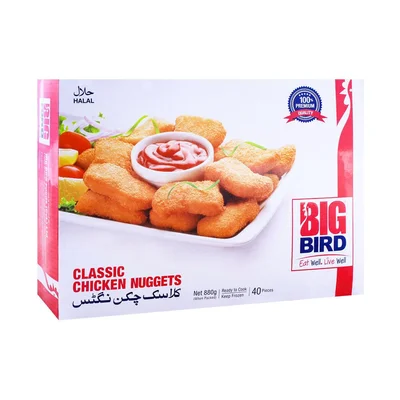 حلال
HALAL
100%
PREMIUM
QUALITY
BIG
BIRD
Eat Well, Live Well
CLASSIC
CHICKEN NUGGETS
کلاسک چکن نگٹس
Net 880g
Ready to Cook
Keep Frozen
40 Pieces